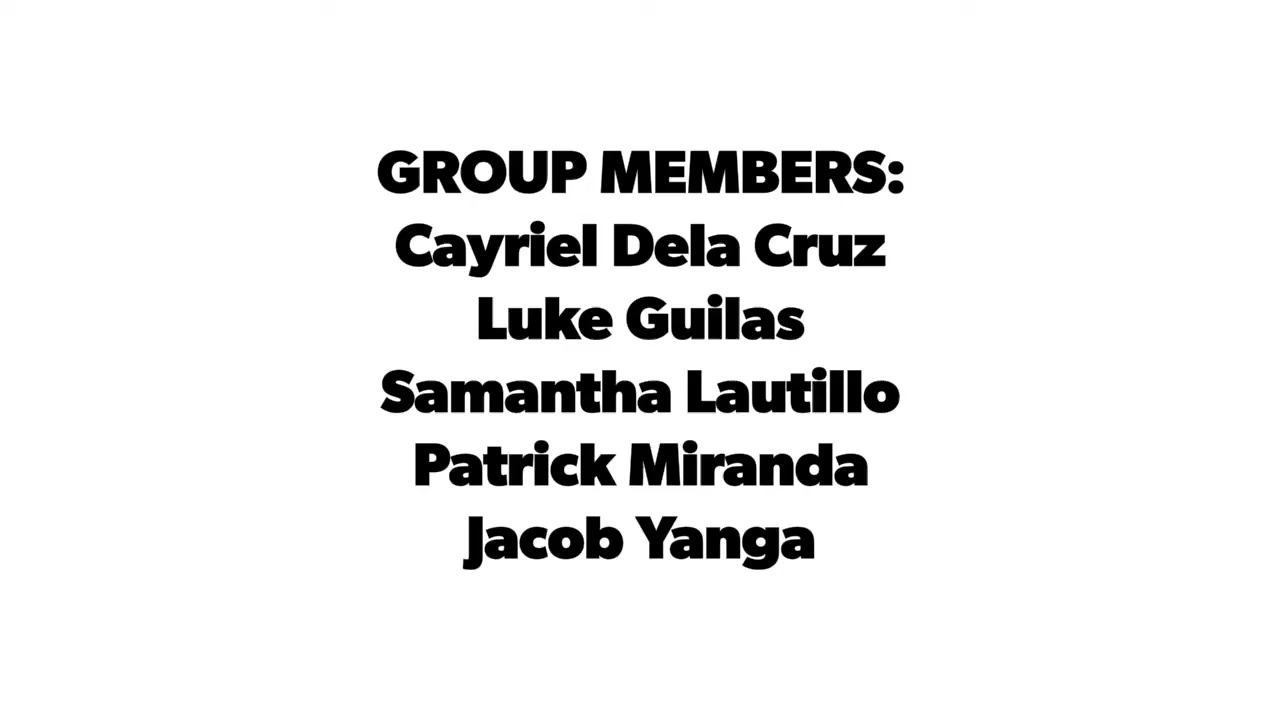 GROUP MEMBERS:
Cayriel Dela Cruz
Luke Guilas
Samantha Lautillo
Patrick Miranda
Jacob Yanga